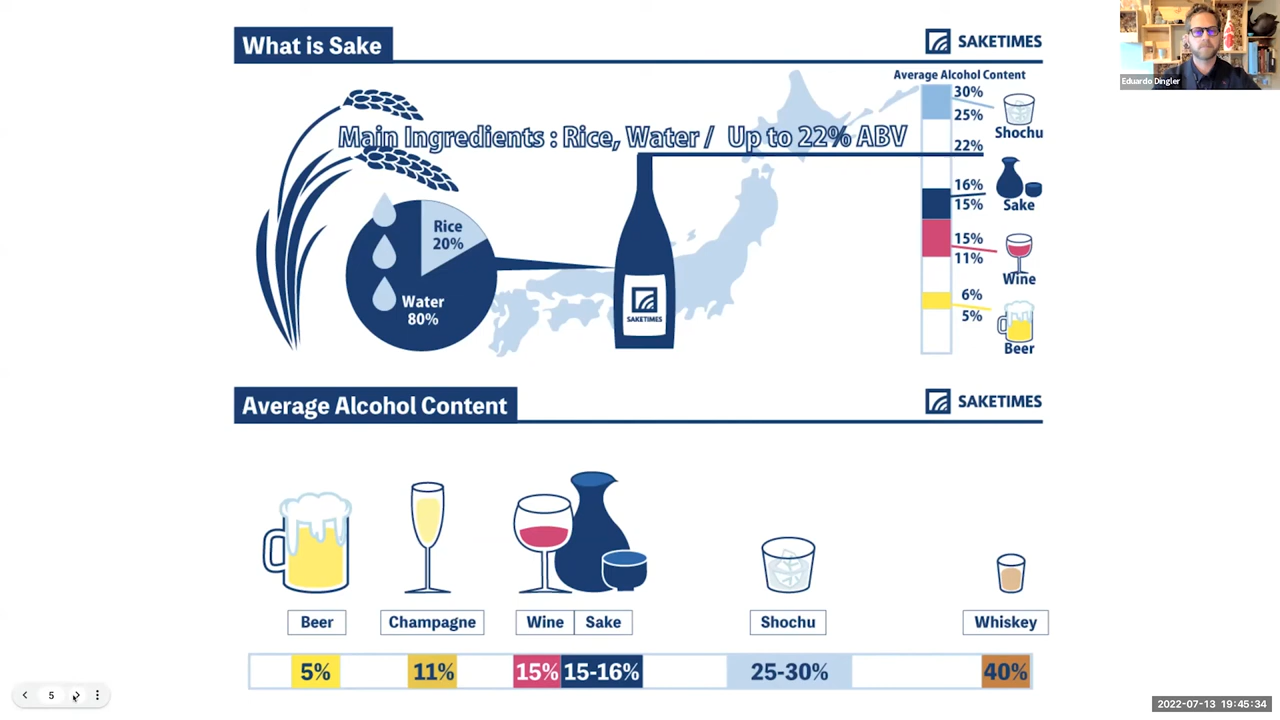 What is Sake
SAKETIMES
Average Alcohol Content
30%
25%
Shochu
22%
16%
15%
Sake
15%
11%
Wine
6%
5%
Beer
Main Ingredients : Rice, Water / Up to 22% ABV
Rice
20%
Water
80%
SAKETIMES
Eduardo Dingler
Average Alcohol Content
SAKETIMES
Beer
Champagne
Wine
Sake
Shochu
Whiskey
5%
11%
15%
15-16%
25-30%
40%
5
2022-07-13 19:45:34